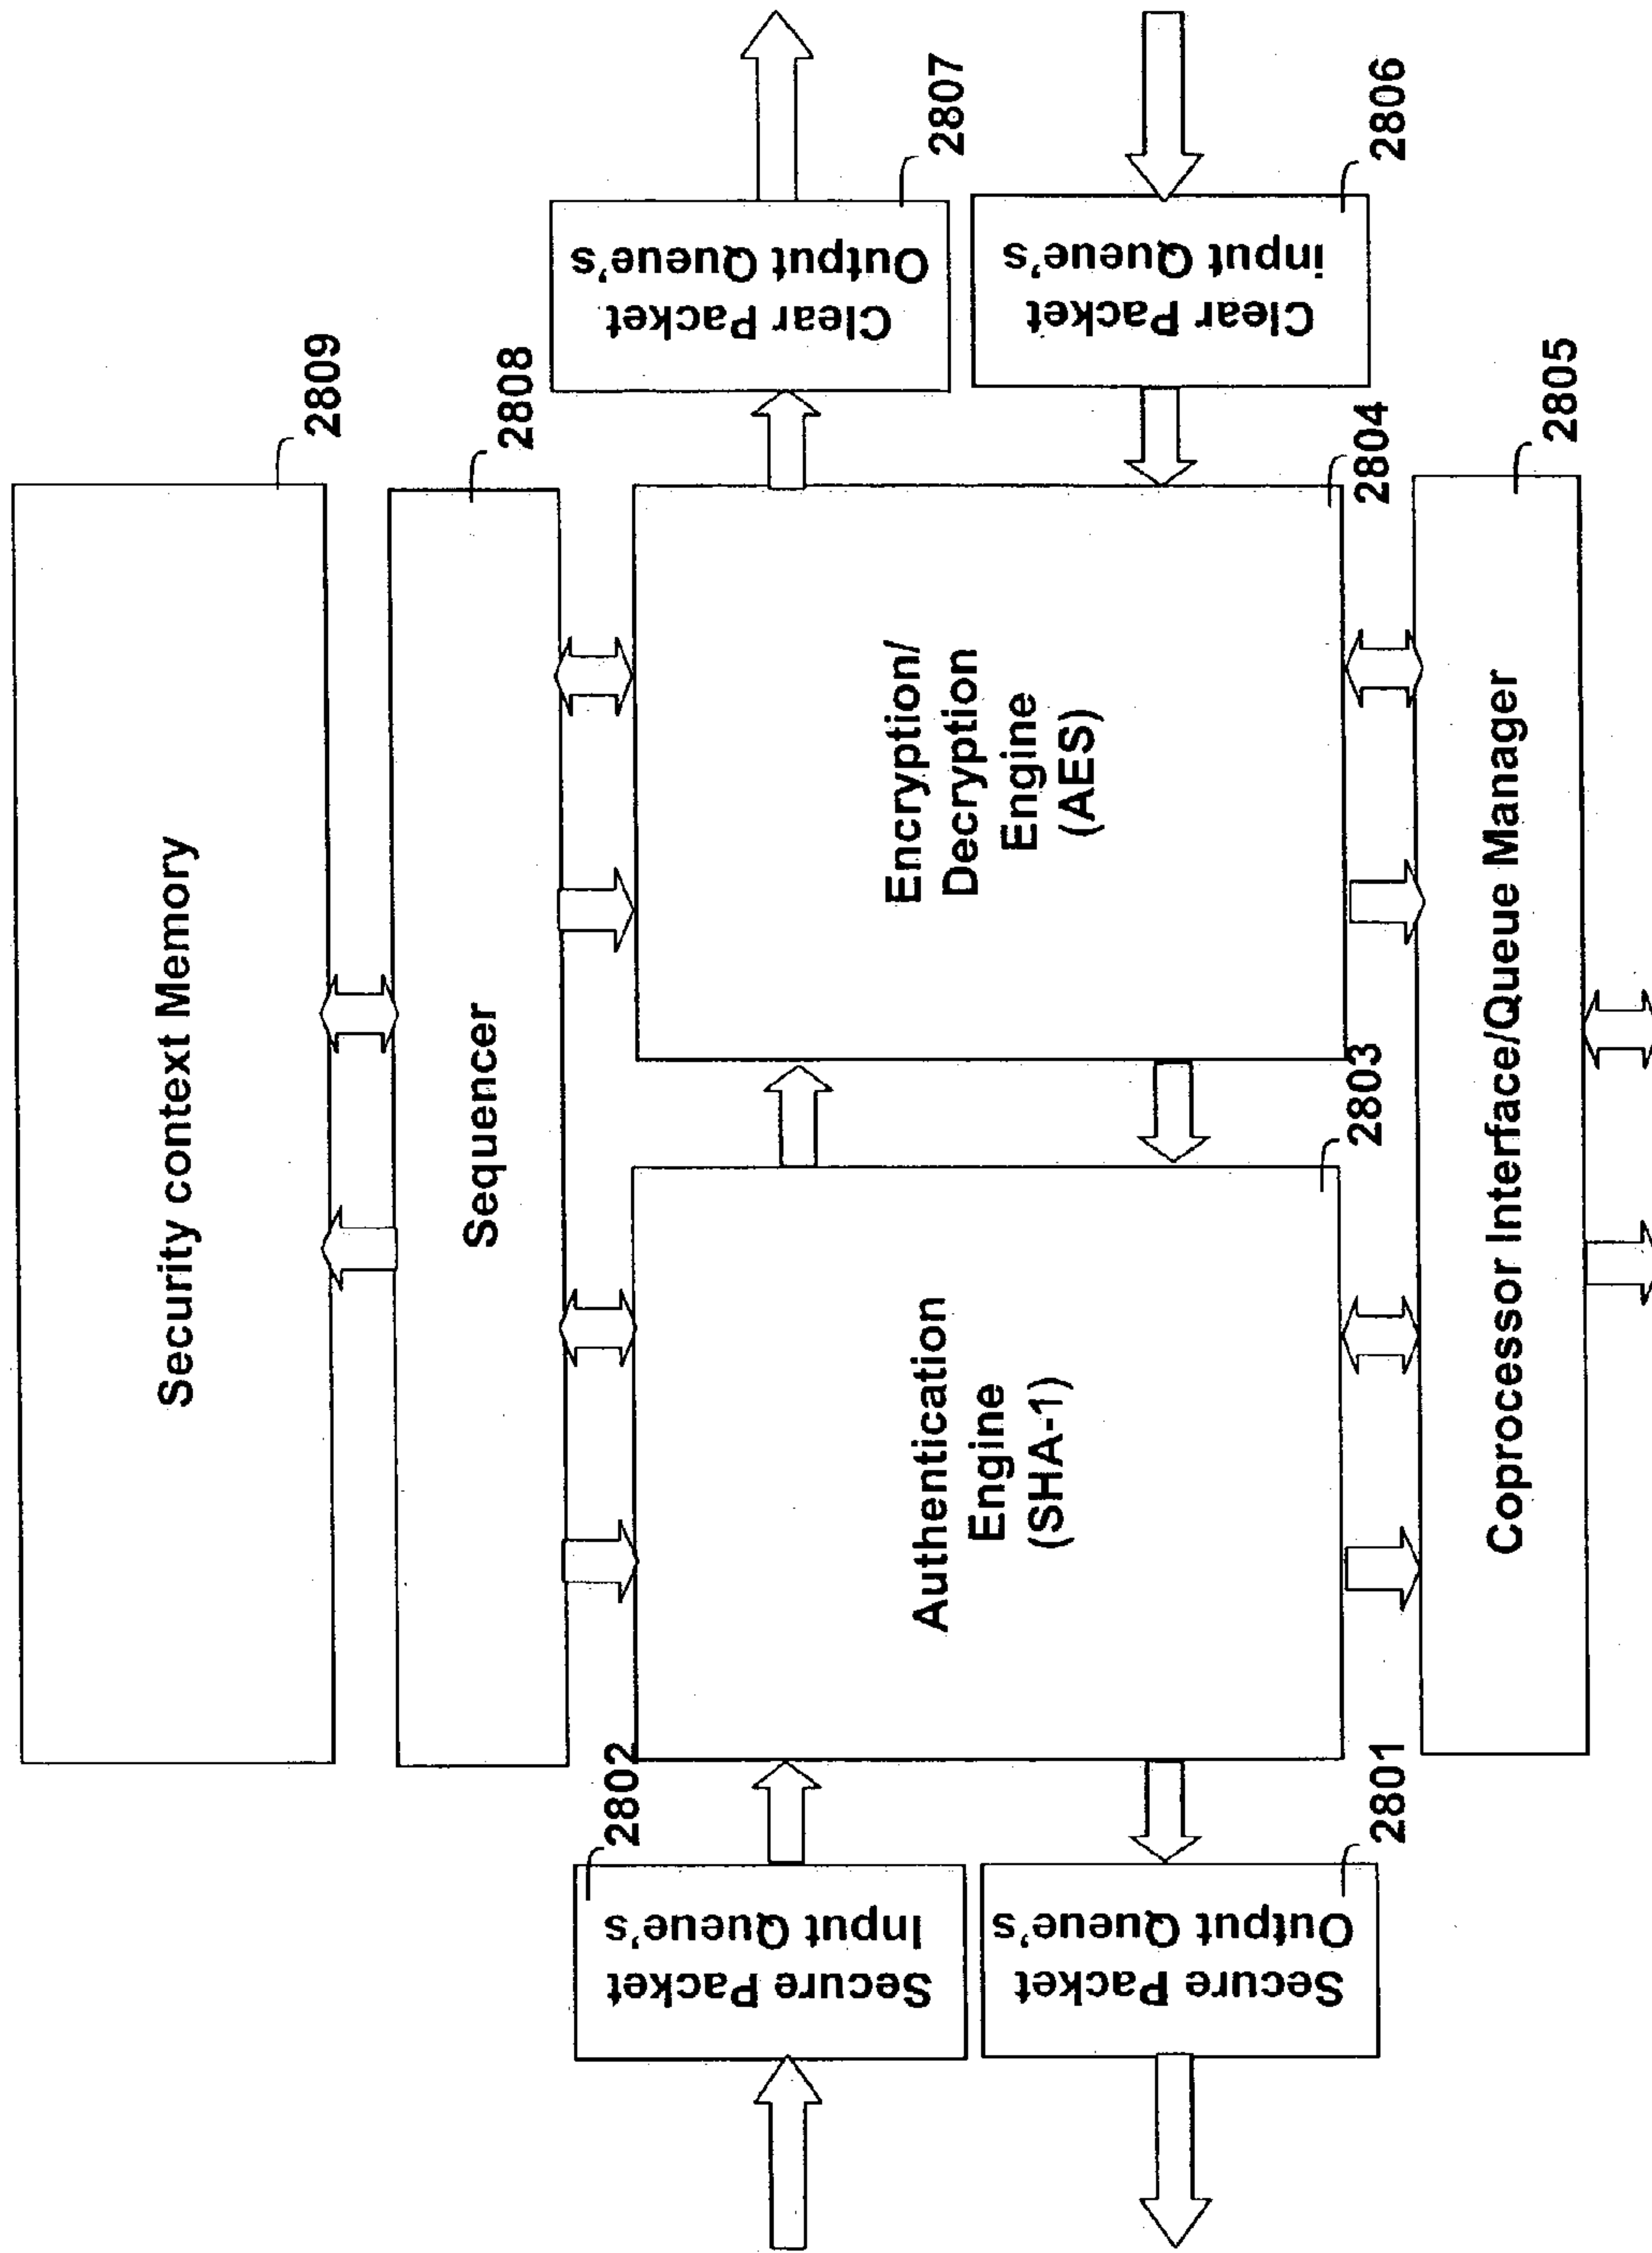 Security context Memory
2809
Sequencer
2808
Secure Packet
Input Queue's
2802
Secure Packet
Output Queue's
2801
Authentication
Engine
(SHA-1)
2803
Encryption/
Decryption
Engine
(AES)
2804
Clear Packet
Output Queue's
2807
Clear Packet
input Queue's
2806
Coprocessor Interface/Queue Manager
2805